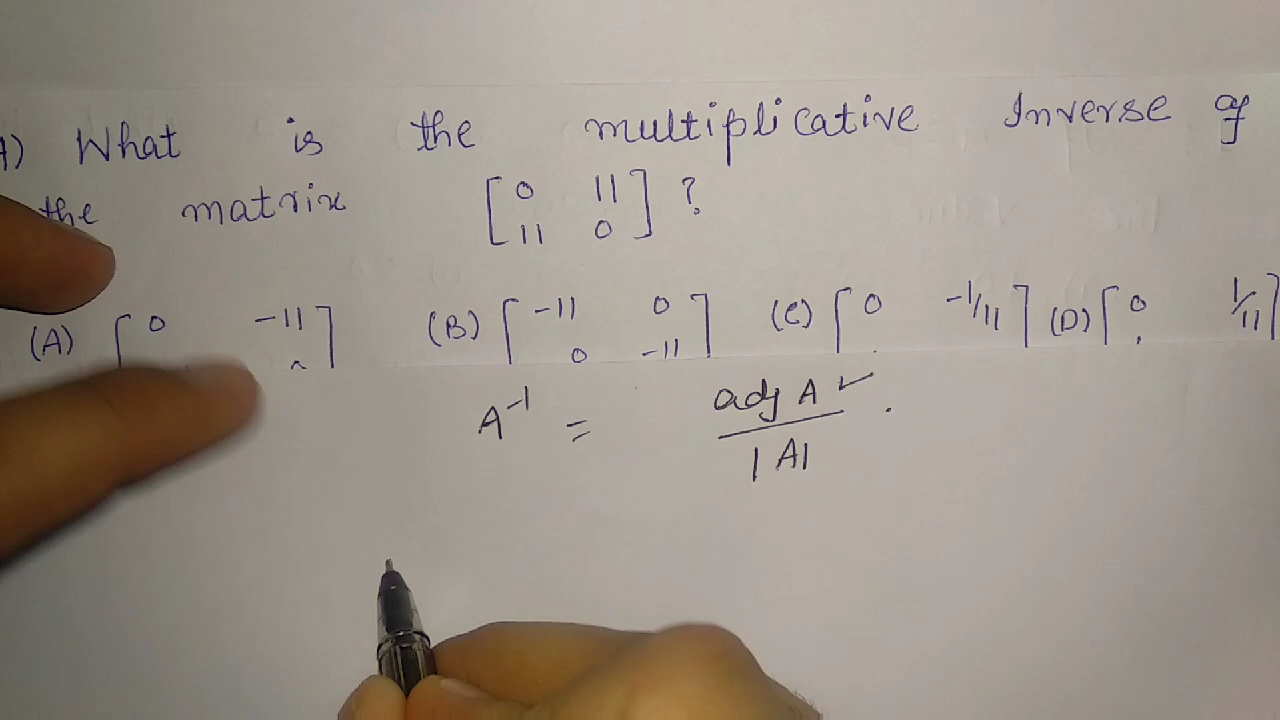 What is the multiplicative Inverse of
the matrix [0 11] ?
[11 0]
(A) [0 -11] (B) [-11 0] (C) [0 -1/11] (D) [0 1/11]
0 -11
A⁻¹ = adj A ✓ .
|A|